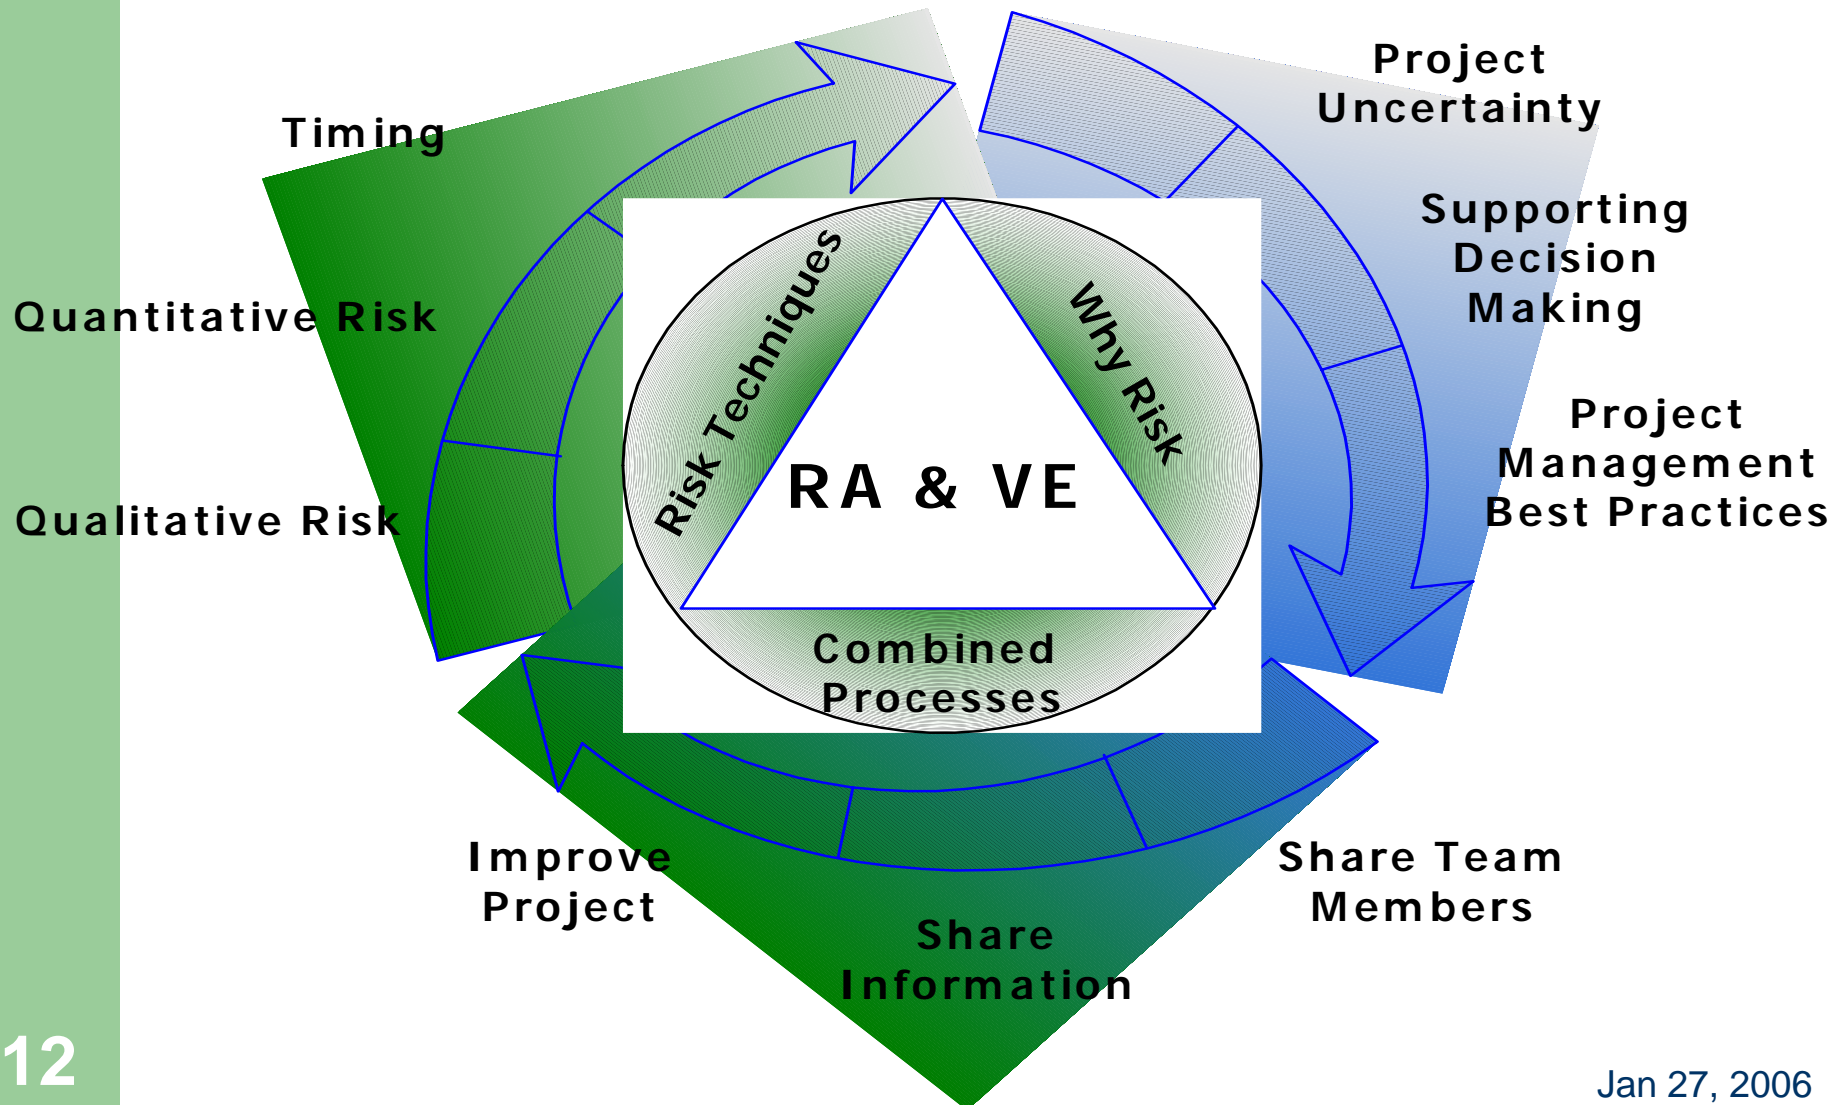 Project
Uncertainty
Timing
Supporting
Decision
Making
Quantitative Risk
Risk Techniques
Why Risk
Project
Management
Best Practices
RA & VE
Qualitative Risk
Combined
Processes
Improve
Project
Share Team
Members
Share
Information
12
Jan 27, 2006